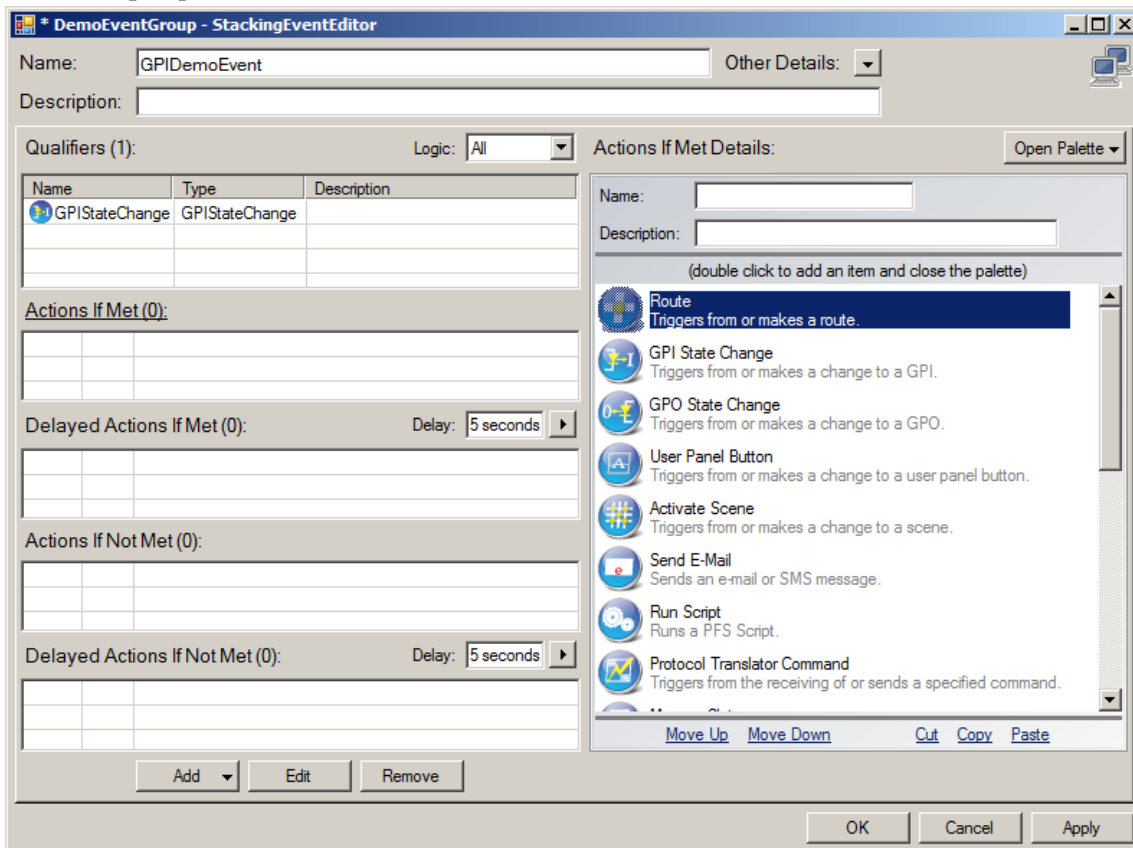 * DemoEventGroup - StackingEventEditor
Name: GPIDemoEvent Other Details:
Description:
Qualifiers (1): Logic: All
Name Type Description
GPIStateChange GPIStateChange
Actions If Met (0):
Delayed Actions If Met (0): Delay: 5 seconds
Actions If Not Met (0):
Delayed Actions If Not Met (0): Delay: 5 seconds
Add Edit Remove
Actions If Met Details: Open Palette
Name:
Description:
(double click to add an item and close the palette)
Route
Triggers from or makes a route.
GPI State Change
Triggers from or makes a change to a GPI.
GPO State Change
Triggers from or makes a change to a GPO.
User Panel Button
Triggers from or makes a change to a user panel button.
Activate Scene
Triggers from or makes a change to a scene.
Send E-Mail
Sends an e-mail or SMS message.
Run Script
Runs a PFS Script.
Protocol Translator Command
Triggers from the receiving of or sends a specified command.
Move Up Move Down Cut Copy Paste
OK Cancel Apply